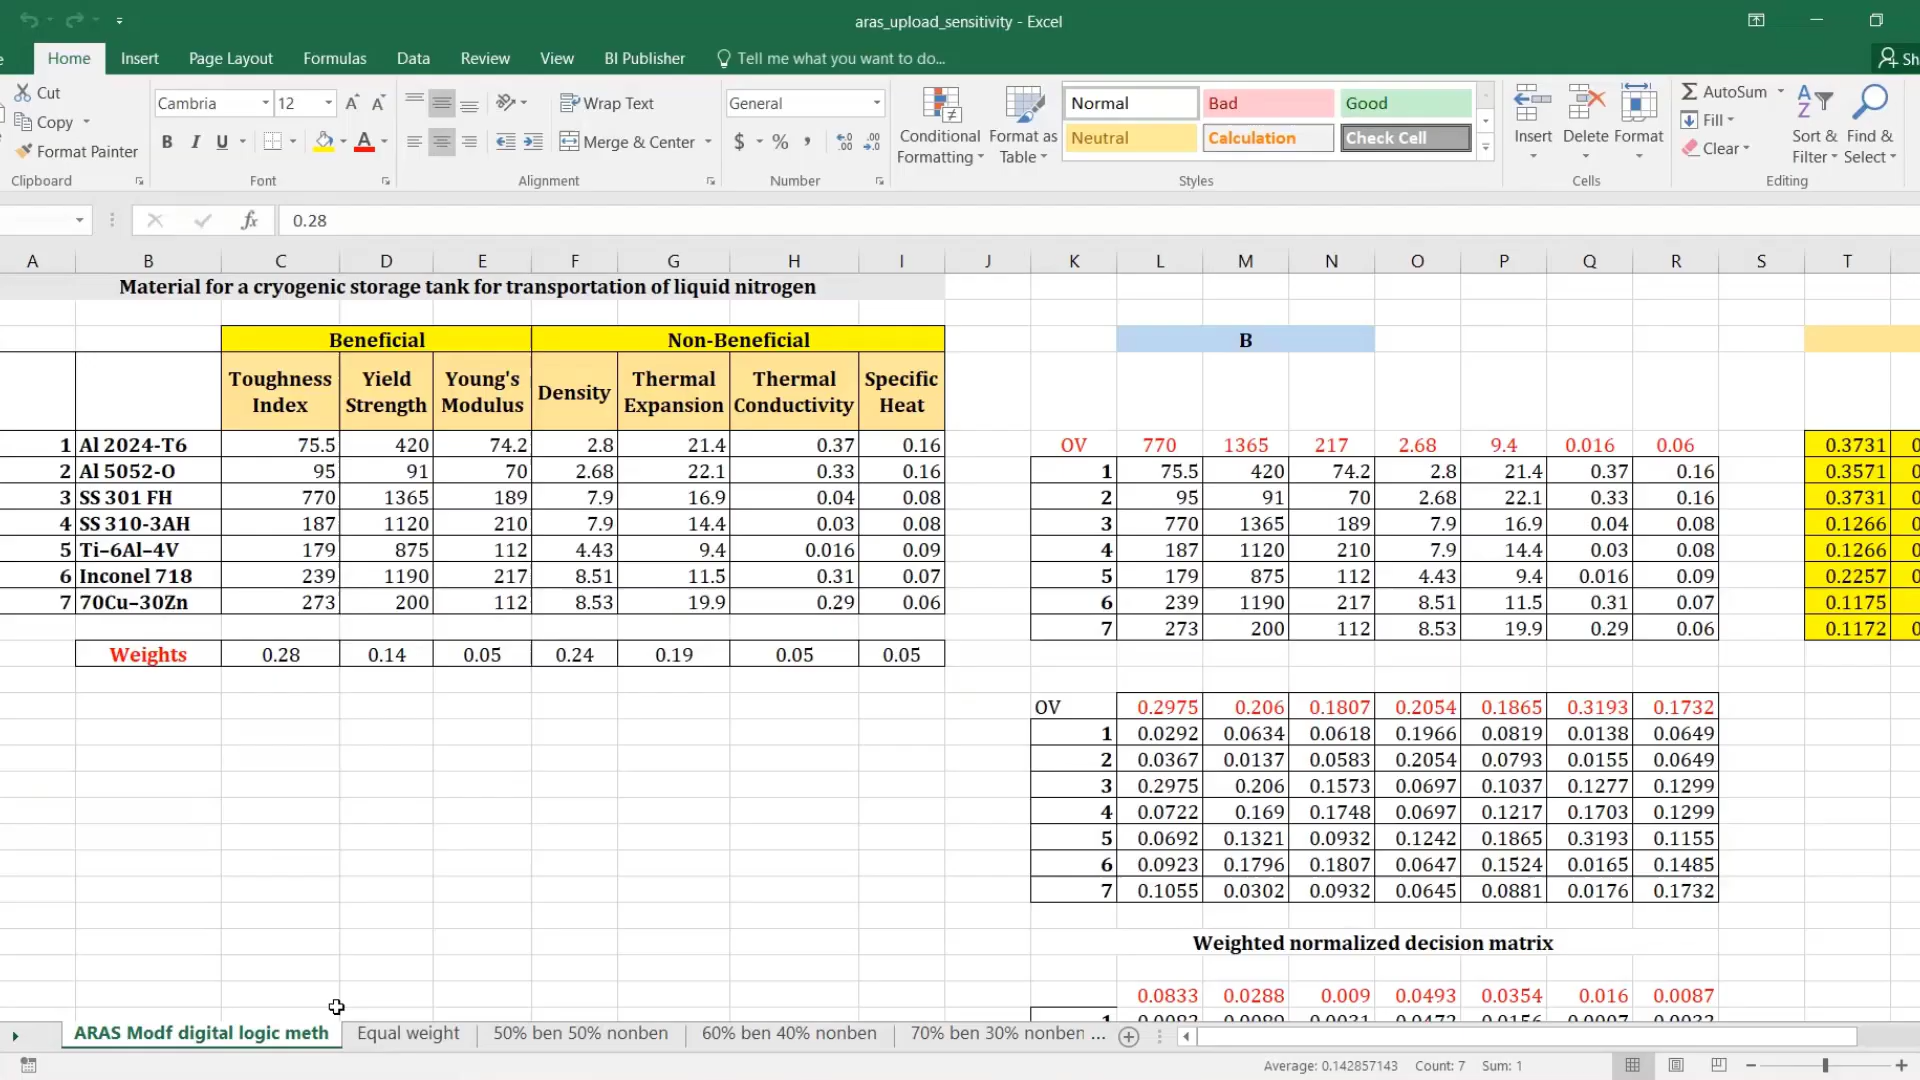 aras_upload_sensitivity - Excel
Home Insert Page Layout Formulas Data Review View BI Publisher Tell me what you want to do... Sh
Cut
Copy
Format Painter
Clipboard
Cambria 12
B I U
Font
Wrap Text
Merge & Center
Alignment
General
$ % ,
Number
Conditional Formatting
Format as Table
Normal Bad Good
Neutral Calculation Check Cell
Styles
Insert Delete Format
Cells
AutoSum
Fill
Clear
Sort & Filter
Find & Select
Editing
fx 0.28
A B C D E F G H I J K L M N O P Q R S T
Material for a cryogenic storage tank for transportation of liquid nitrogen
Beneficial Non-Beneficial B
Toughness Index Yield Strength Young's Modulus Density Thermal Expansion Thermal Conductivity Specific Heat
1 Al 2024-T6 75.5 420 74.2 2.8 21.4 0.37 0.16
2 Al 5052-O 95 91 70 2.68 22.1 0.33 0.16
3 SS 301 FH 770 1365 189 7.9 16.9 0.04 0.08
4 SS 310-3AH 187 1120 210 7.9 14.4 0.03 0.08
5 Ti–6Al–4V 179 875 112 4.43 9.4 0.016 0.09
6 Inconel 718 239 1190 217 8.51 11.5 0.31 0.07
7 70Cu–30Zn 273 200 112 8.53 19.9 0.29 0.06
Weights 0.28 0.14 0.05 0.24 0.19 0.05 0.05
OV 770 1365 217 2.68 9.4 0.016 0.06
1 75.5 420 74.2 2.8 21.4 0.37 0.16
2 95 91 70 2.68 22.1 0.33 0.16
3 770 1365 189 7.9 16.9 0.04 0.08
4 187 1120 210 7.9 14.4 0.03 0.08
5 179 875 112 4.43 9.4 0.016 0.09
6 239 1190 217 8.51 11.5 0.31 0.07
7 273 200 112 8.53 19.9 0.29 0.06
0.3731
0.3571
0.3731
0.1266
0.1266
0.2257
0.1175
0.1172
OV 0.2975 0.206 0.1807 0.2054 0.1865 0.3193 0.1732
1 0.0292 0.0634 0.0618 0.1966 0.0819 0.0138 0.0649
2 0.0367 0.0137 0.0583 0.2054 0.0793 0.0155 0.0649
3 0.2975 0.206 0.1573 0.0697 0.1037 0.1277 0.1299
4 0.0722 0.169 0.1748 0.0697 0.1217 0.1703 0.1299
5 0.0692 0.1321 0.0932 0.1242 0.1865 0.3193 0.1155
6 0.0923 0.1796 0.1807 0.0647 0.1524 0.0165 0.1485
7 0.1055 0.0302 0.0932 0.0645 0.0881 0.0176 0.1732
Weighted normalized decision matrix
0.0833 0.0288 0.009 0.0493 0.0354 0.016 0.0087
ARAS Modf digital logic meth Equal weight 50% ben 50% nonben 60% ben 40% nonben 70% ben 30% nonben ...
Average: 0.142857143 Count: 7 Sum: 1